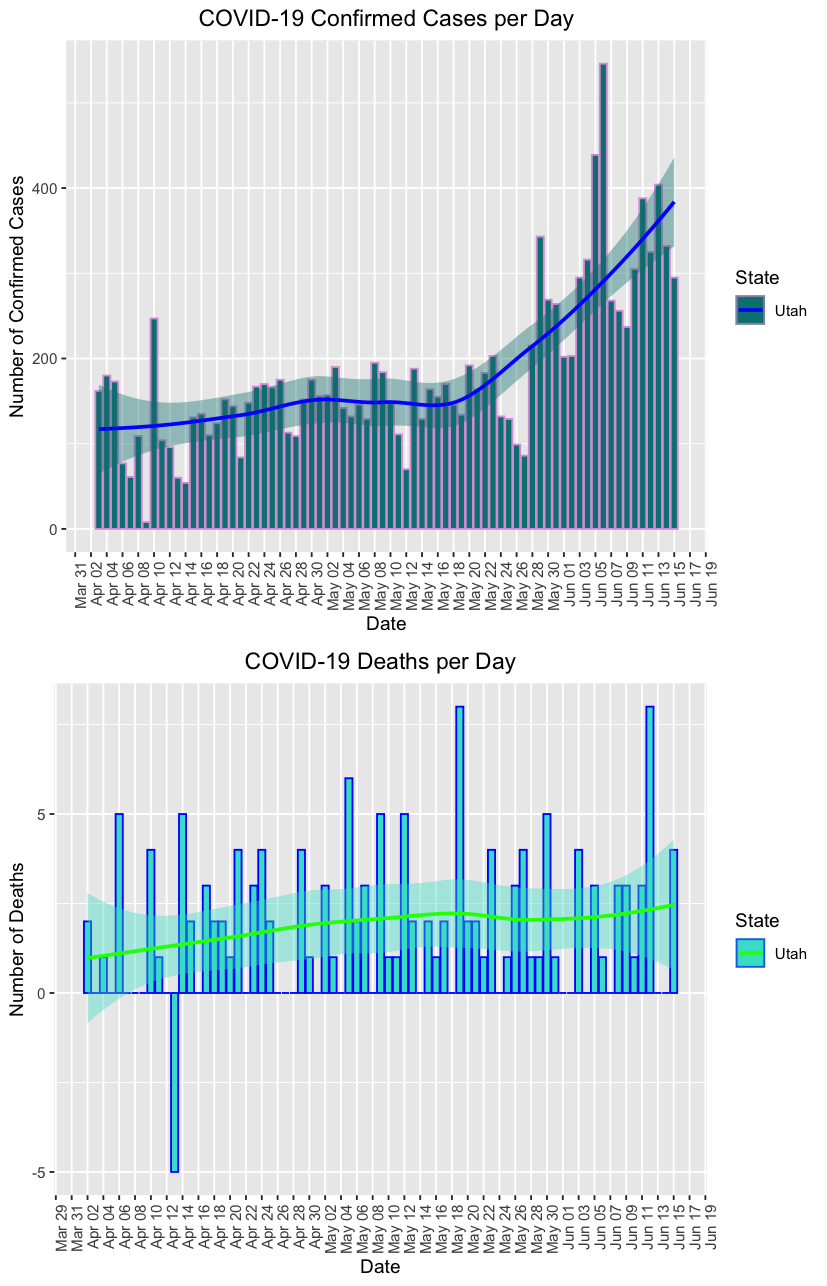 COVID-19 Confirmed Cases per Day
Number of Confirmed Cases
400
200
0
State
Utah
Mar 31
Apr 02
Apr 04
Apr 06
Apr 08
Apr 10
Apr 12
Apr 14
Apr 16
Apr 18
Apr 20
Apr 22
Apr 24
Apr 26
Apr 28
Apr 30
May 02
May 04
May 06
May 08
May 10
May 12
May 14
May 16
May 18
May 20
May 22
May 24
May 26
May 28
May 30
Jun 01
Jun 03
Jun 05
Jun 07
Jun 09
Jun 11
Jun 13
Jun 15
Jun 17
Jun 19
Date
COVID-19 Deaths per Day
Number of Deaths
5
0
-5
State
Utah
Mar 29
Mar 31
Apr 02
Apr 04
Apr 06
Apr 08
Apr 10
Apr 12
Apr 14
Apr 16
Apr 18
Apr 20
Apr 22
Apr 24
Apr 26
Apr 28
Apr 30
May 02
May 04
May 06
May 08
May 10
May 12
May 14
May 16
May 18
May 20
May 22
May 24
May 26
May 28
May 30
Jun 01
Jun 03
Jun 05
Jun 07
Jun 09
Jun 11
Jun 13
Jun 15
Jun 17
Jun 19
Date